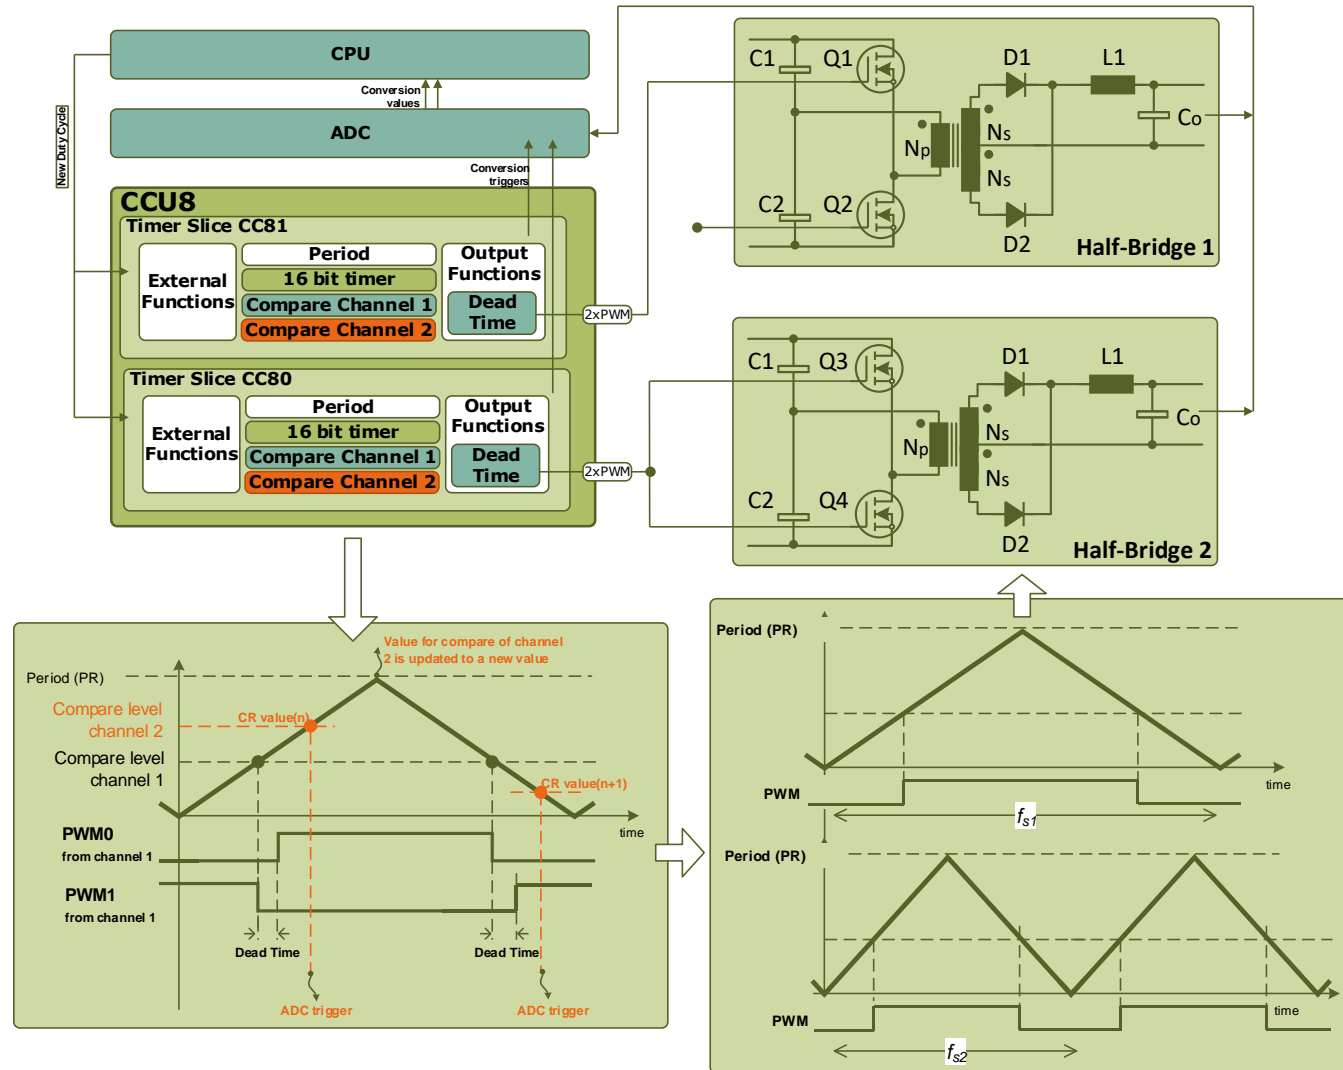 CPU
Conversion
values
ADC
New Duty Cycle
Conversion
triggers
CCU8
Timer Slice CC81
External
Functions
Period
16 bit timer
Compare Channel 1
Compare Channel 2
Output
Functions
Dead
Time
2xPWM
Timer Slice CC80
External
Functions
Period
16 bit timer
Compare Channel 1
Compare Channel 2
Output
Functions
Dead
Time
2xPWM
C1
Q1
D1
L1
Co
Np
Ns
Ns
C2
Q2
D2
Half-Bridge 1
C1
Q3
D1
L1
Co
Np
Ns
Ns
C2
Q4
D2
Half-Bridge 2
Value for compare of channel
2 is updated to a new value
Period (PR)
Compare level
channel 2
CR value(n)
Compare level
channel 1
CR value(n+1)
time
PWM0
from channel 1
PWM1
from channel 1
Dead Time
Dead Time
ADC trigger
ADC trigger
Period (PR)
time
PWM
fs1
Period (PR)
time
PWM
fs2